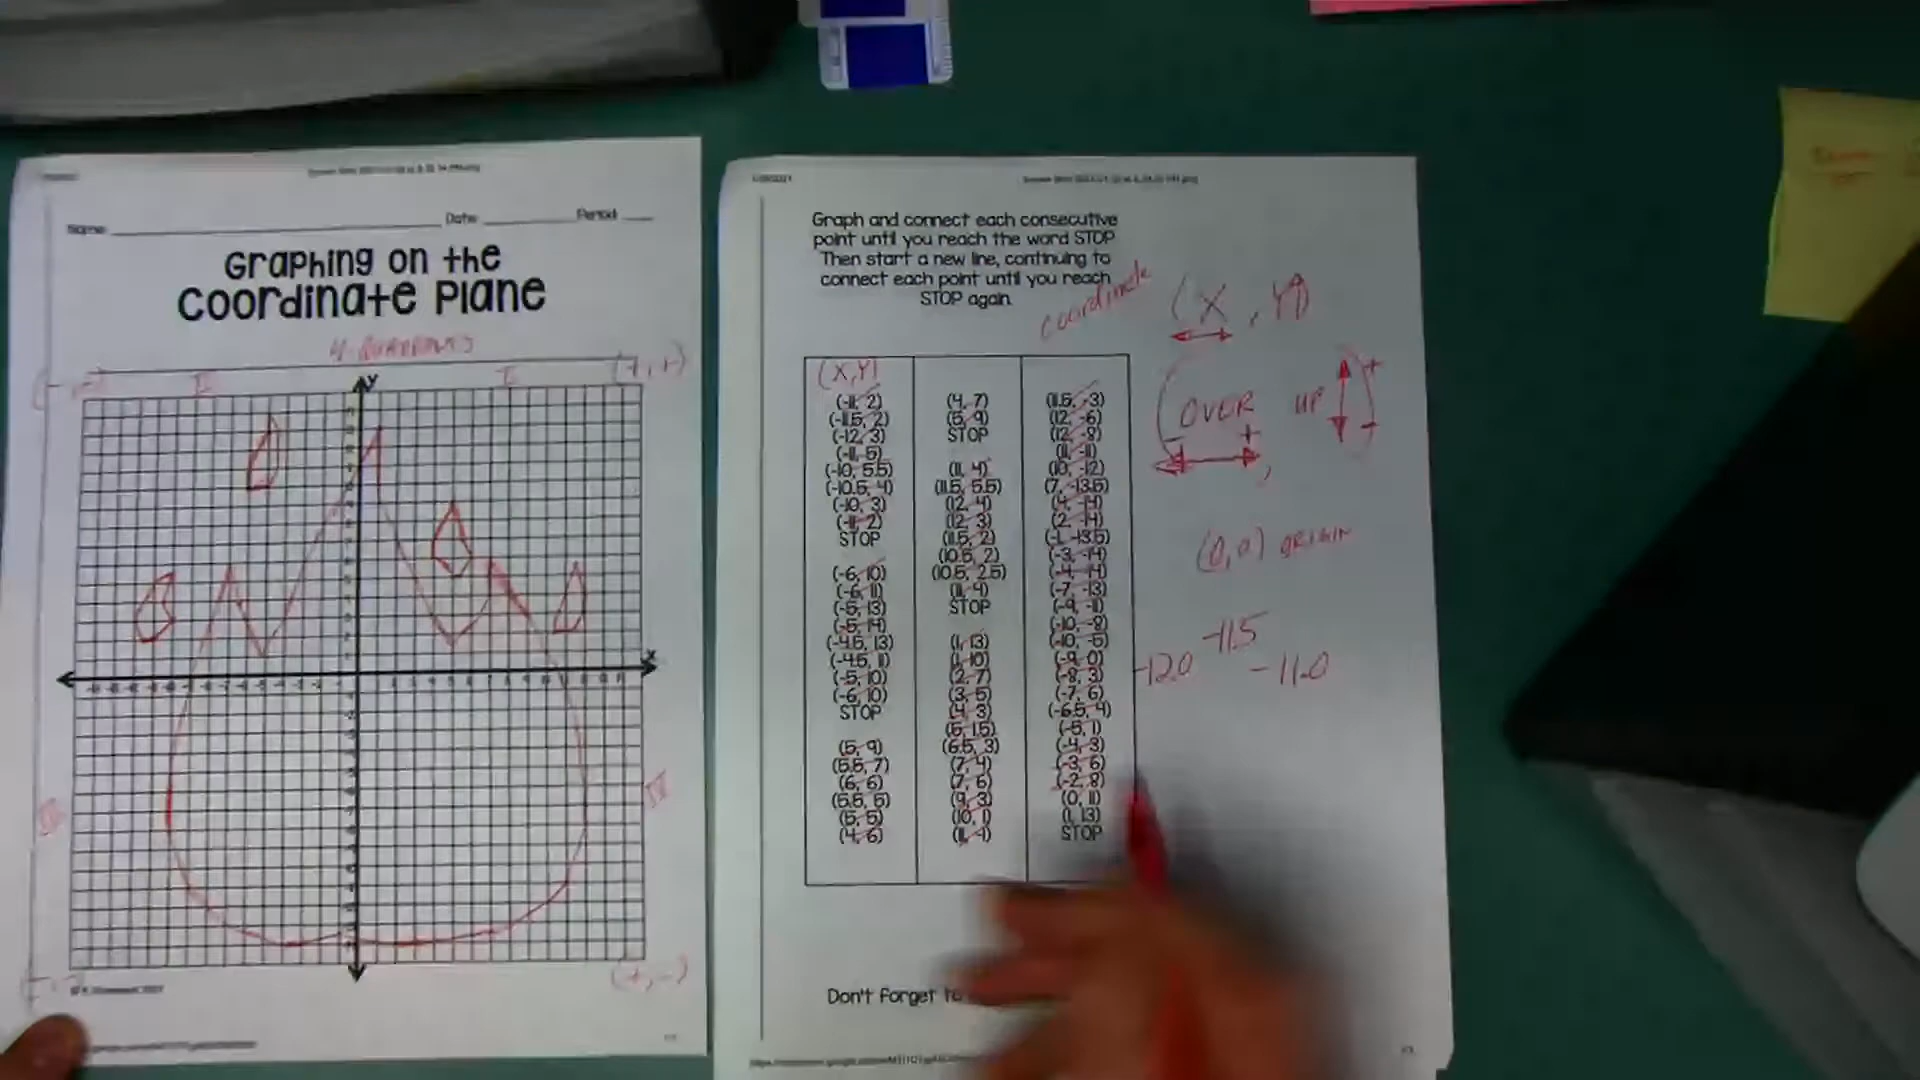 Name
Date
Period
Graphing on the
Coordinate Plane
4 QUADRANTS
(+,+)
II
I
y
x
IV
(+,-)
Graph and connect each consecutive
point until you reach the word STOP
Then start a new line, continuing to
connect each point until you reach
STOP again.
coordinate
(X, Y)
(X,Y)
(-11, 2)
(-11.5, 2)
(-12, 3)
(-11, 5)
(-10, 5.5)
(-10.5, 4)
(-10, 3)
(-11, 2)
STOP
(-6, 10)
(-6, 11)
(-5, 13)
(-5, 14)
(-4.5, 13)
(-4.5, 11)
(-5, 10)
(-6, 10)
STOP
(5, 9)
(5.5, 7)
(6, 6)
(5.5, 5)
(5, 5)
(4, 6)
(4, 7)
(5, 9)
STOP
(11, 4)
(11.5, 5.5)
(12, 4)
(12, 3)
(11.5, 2)
(10.5, 2)
(10.5, 2.5)
(11, 4)
STOP
(1, 13)
(1, 10)
(2, 7)
(3, 5)
(4, 3)
(5, 1.5)
(6.5, 3)
(7, 4)
(7, 6)
(9, 3)
(10, 1)
(11, -1)
(11.5, -3)
(12, -6)
(12, -8)
(11, -11)
(10, -12)
(7, -13.5)
(4, -14)
(2, -14)
(-1, -13.5)
(-3, -14)
(-4, -14)
(-7, -13)
(-9, -11)
(-10, -8)
(-10, -5)
(-9, 0)
(-8, 3)
(-7, 6)
(-6.5, 4)
(-5, 1)
(-4, 3)
(-3, 6)
(-2, 8)
(0, 11)
(1, 13)
STOP
OVER UP
+
-
- +
,
(0,0) ORIGIN
-12.0 -11.5 -11.0
Don't forget to